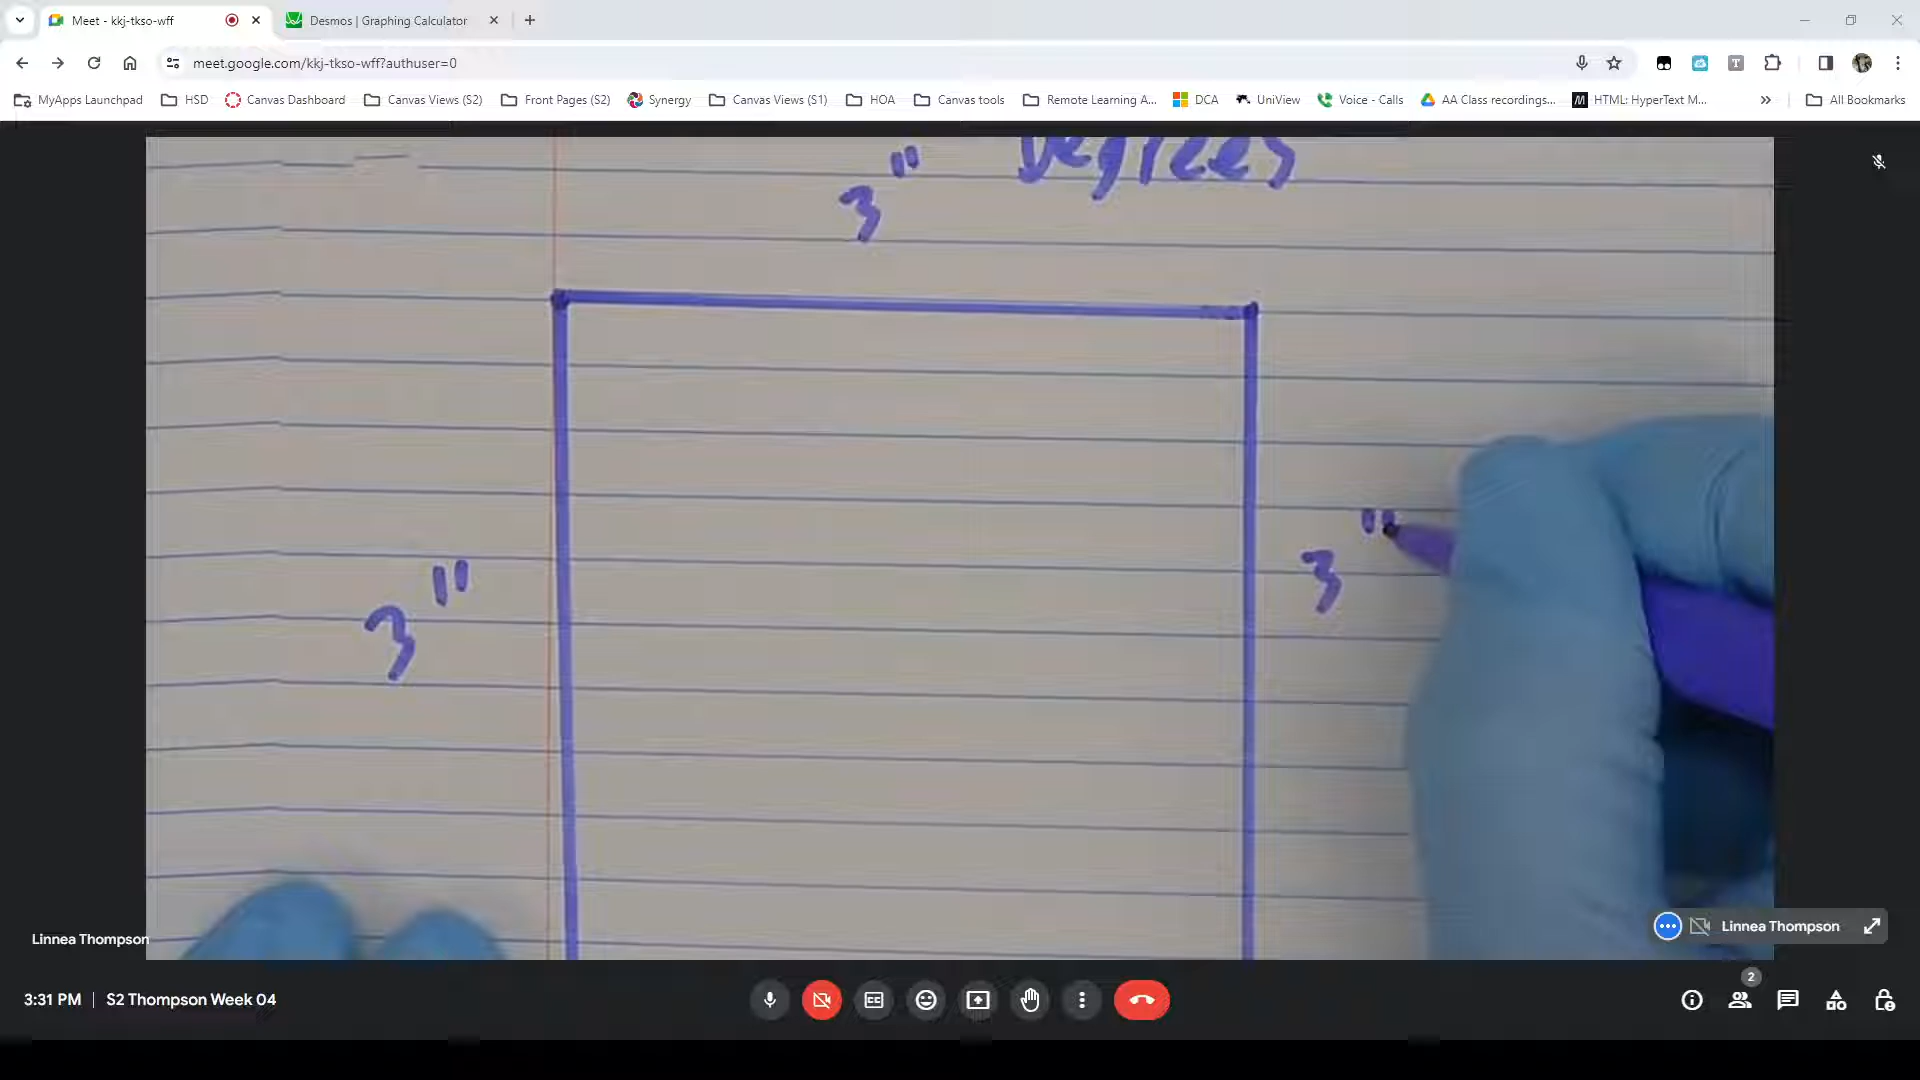 Meet - kkj-tkso-wff
Desmos | Graphing Calculator
meet.google.com/kkj-tkso-wff?authuser=0
MyApps Launchpad
HSD
Canvas Dashboard
Canvas Views (S2)
Front Pages (S2)
Synergy
Canvas Views (S1)
HOA
Canvas tools
Remote Learning A...
DCA
UniView
Voice - Calls
AA Class recordings...
HTML: HyperText M...
All Bookmarks
Degrees
3"
3"
3"
Linnea Thompson
Linnea Thompson
2
3:31 PM | S2 Thompson Week 04